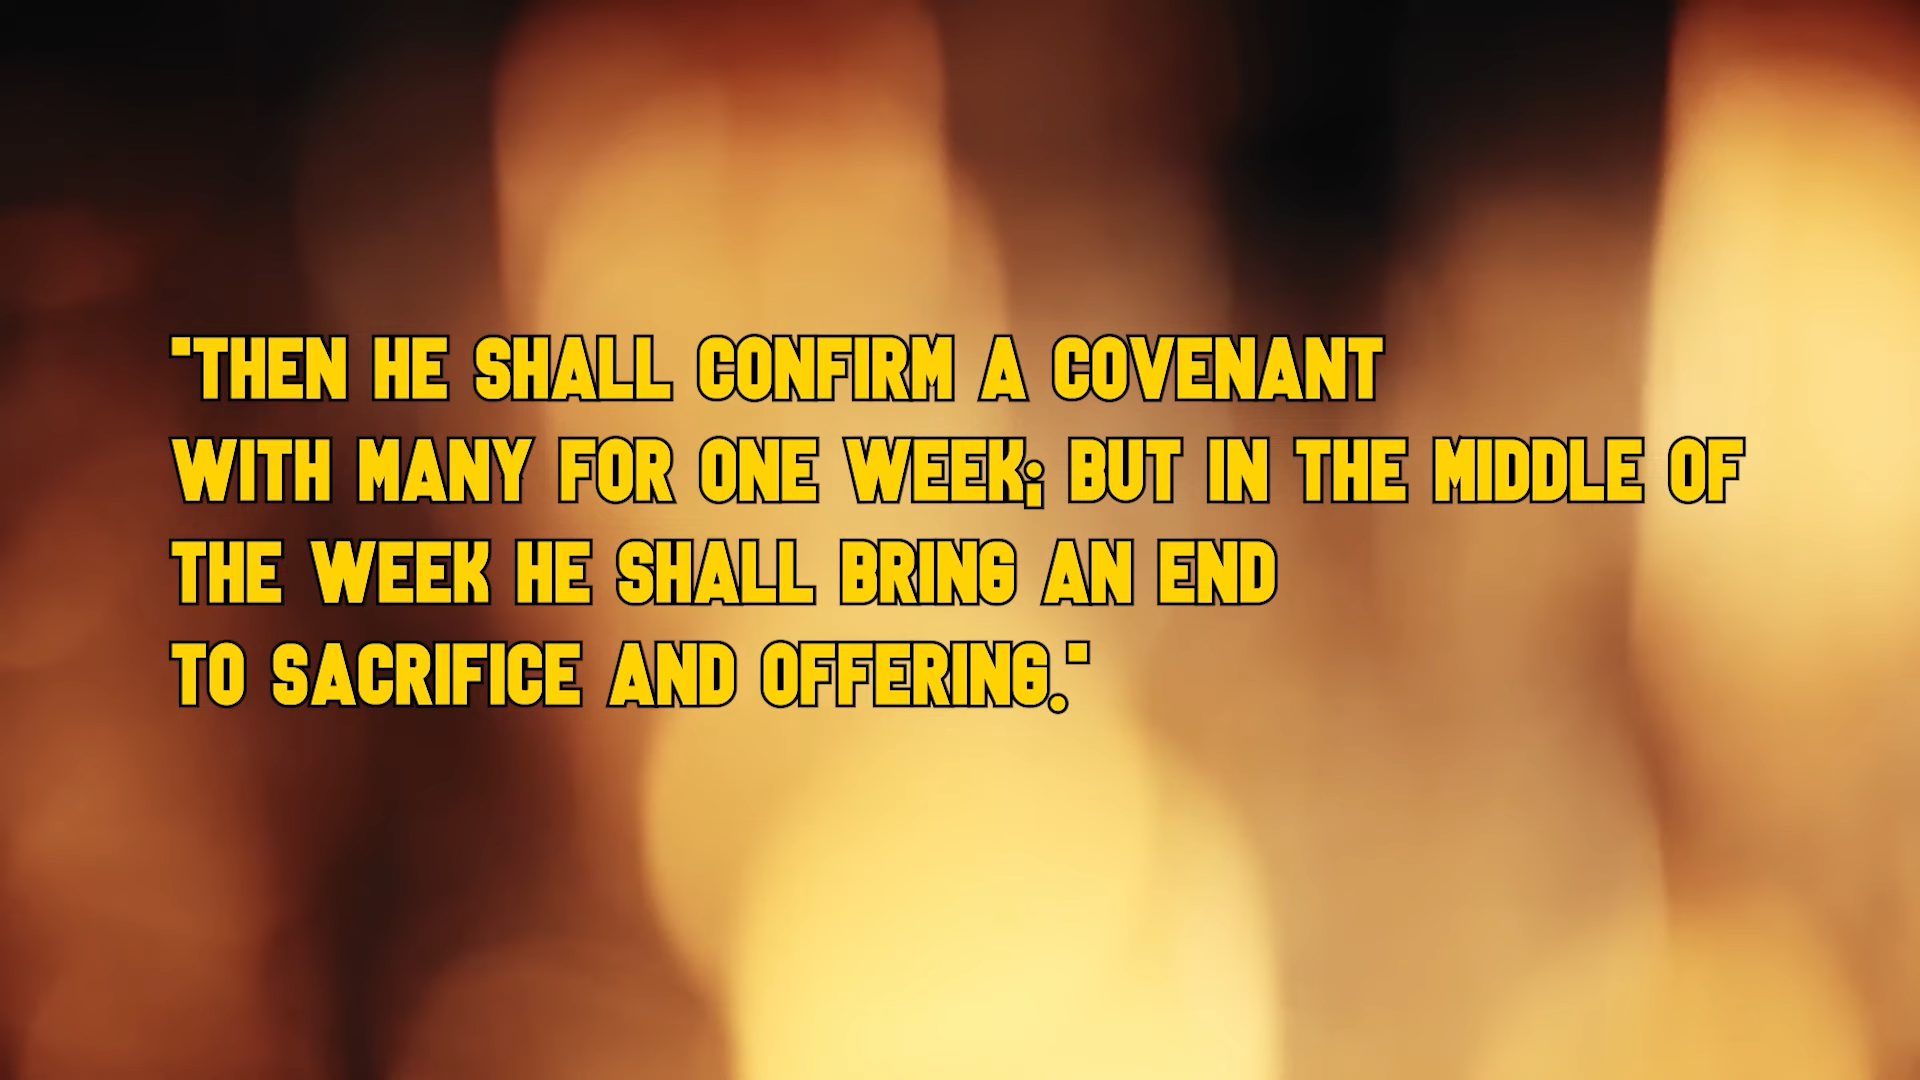 "THEN HE SHALL CONFIRM A COVENANT
WITH MANY FOR ONE WEEK; BUT IN THE MIDDLE OF
THE WEEK HE SHALL BRING AN END
TO SACRIFICE AND OFFERING."